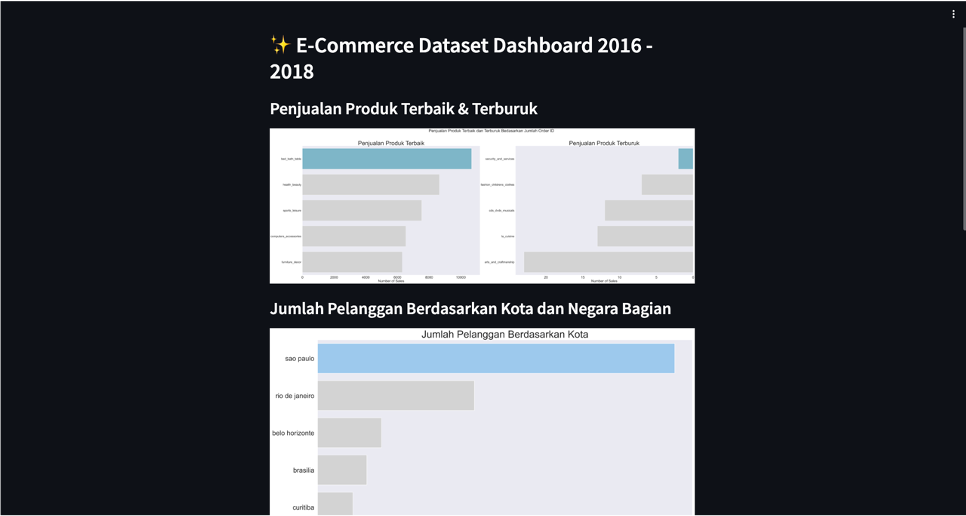 ✨ E-Commerce Dataset Dashboard 2016 -
2018
Penjualan Produk Terbaik & Terburuk
Penjualan Produk Terbaik dan Terburuk Berdasarkan Jumlah Order ID
Penjualan Produk Terbaik
bed_bath_table
health_beauty
sports_leisure
computers_accessories
furniture_decor
0 2000 4000 6000 8000 10000
Number of Sales
Penjualan Produk Terburuk
security_and_services
fashion_childrens_clothes
cds_dvds_musicals
la_cuisine
arts_and_craftmanship
20 15 10 5 0
Number of Sales
Jumlah Pelanggan Berdasarkan Kota dan Negara Bagian
Jumlah Pelanggan Berdasarkan Kota
sao paulo
rio de janeiro
belo horizonte
brasilia
curitiba